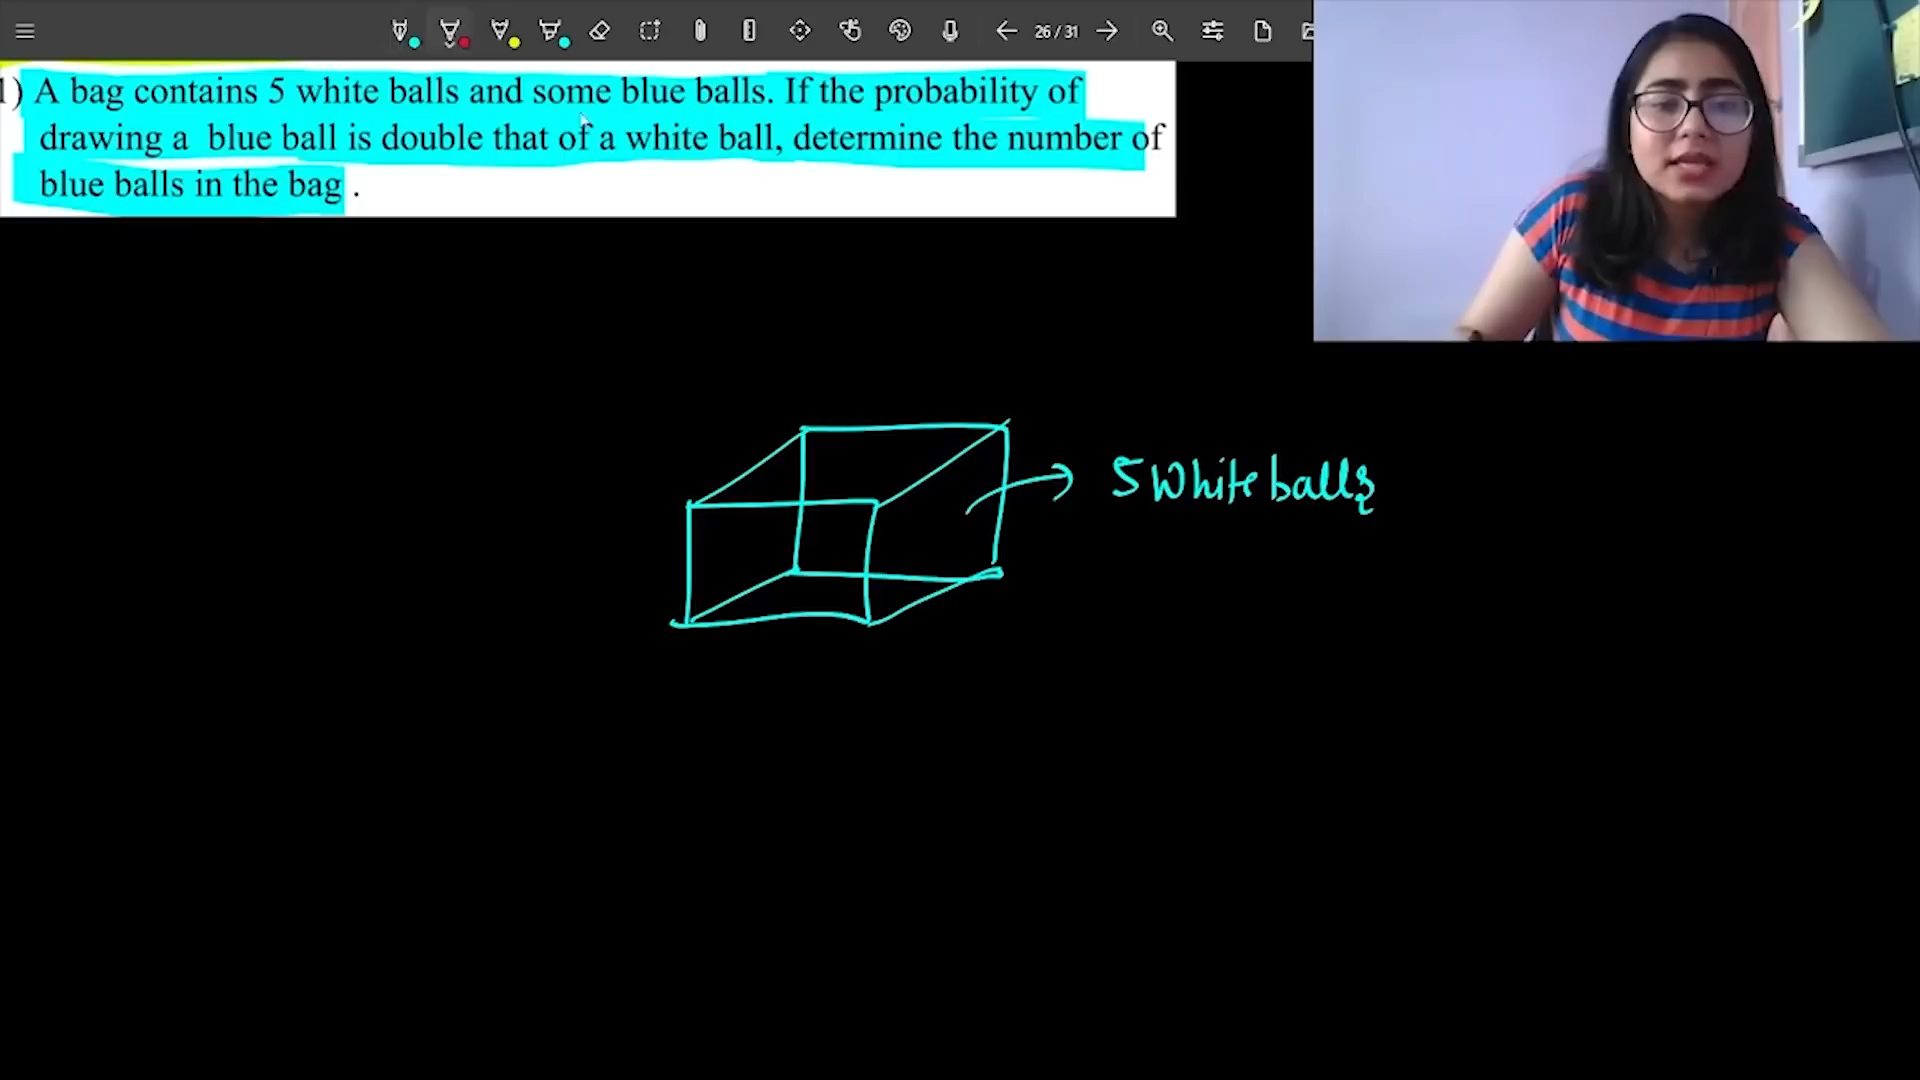 26 / 31
1) A bag contains 5 white balls and some blue balls. If the probability of
drawing a blue ball is double that of a white ball, determine the number of
blue balls in the bag .
5 White balls